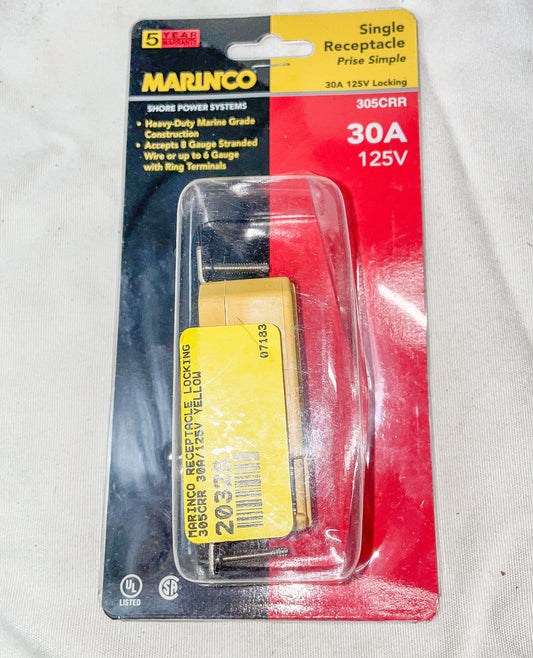 5 YEAR
WARRANTY
Single
Receptacle
Prise Simple
30A 125V Locking
MARINCO
SHORE POWER SYSTEMS
• Heavy-Duty Marine Grade
Construction
• Accepts 8 Gauge Stranded
Wire or up to 6 Gauge
with Ring Terminals
305CRR
30A
125V
MARINCO RECEPTACLE LOCKING
305CRR 30A/125V YELLOW
07183
UL
LISTED
SA